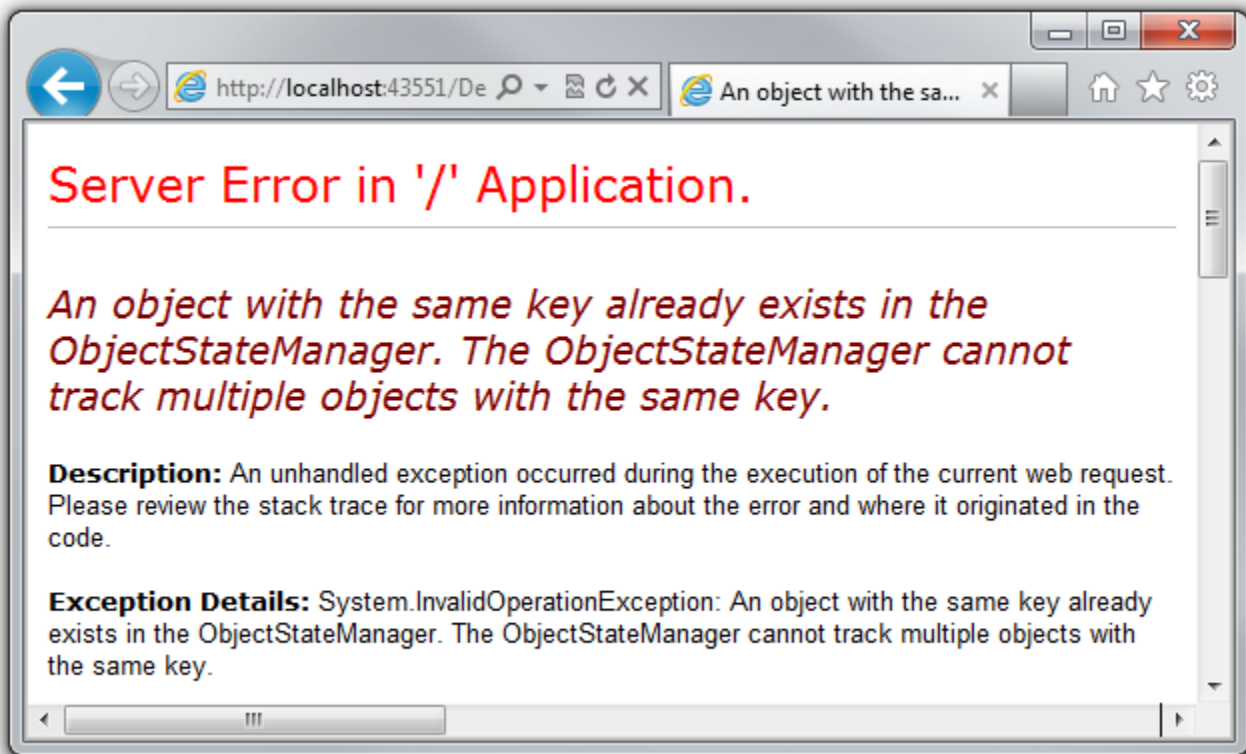 http://localhost:43551/De
An object with the sa...
Server Error in '/' Application.
An object with the same key already exists in the
ObjectStateManager. The ObjectStateManager cannot
track multiple objects with the same key.
Description: An unhandled exception occurred during the execution of the current web request.
Please review the stack trace for more information about the error and where it originated in the
code.
Exception Details: System.InvalidOperationException: An object with the same key already
exists in the ObjectStateManager. The ObjectStateManager cannot track multiple objects with
the same key.